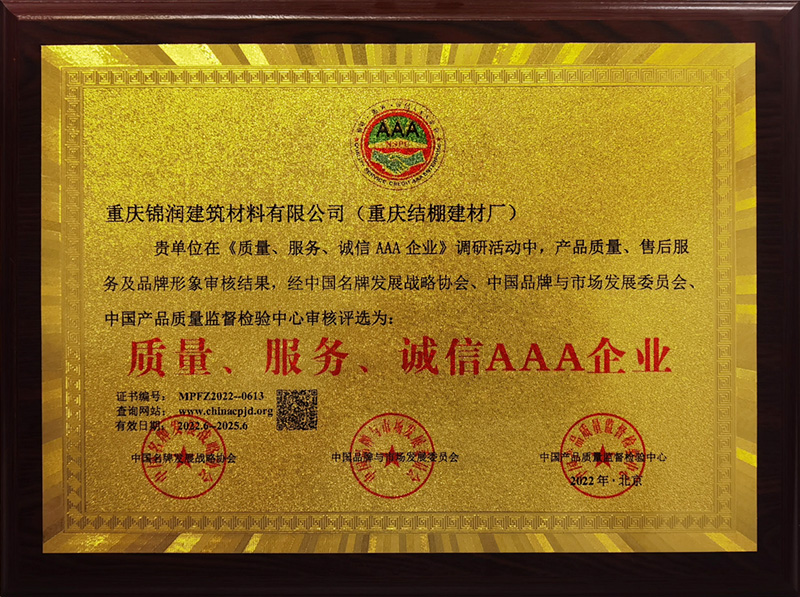 AAA
重庆锦润建筑材料有限公司（重庆结棚建材厂）
贵单位在《质量、服务、诚信AAA企业》调研活动中，产品质量、售后服
务及品牌形象审核结果，经中国名牌发展战略协会、中国品牌与市场发展委员会、
中国产品质量监督检验中心审核评选为：
质量、服务、诚信AAA企业
证书编号： MPFZ2022--0613
查询网站： www.chinacpjd.org
有效日期： 2022.6--2025.6
中国名牌发展战略协会 中国品牌与市场发展委员会 中国产品质量监督检验中心
2022年·北京